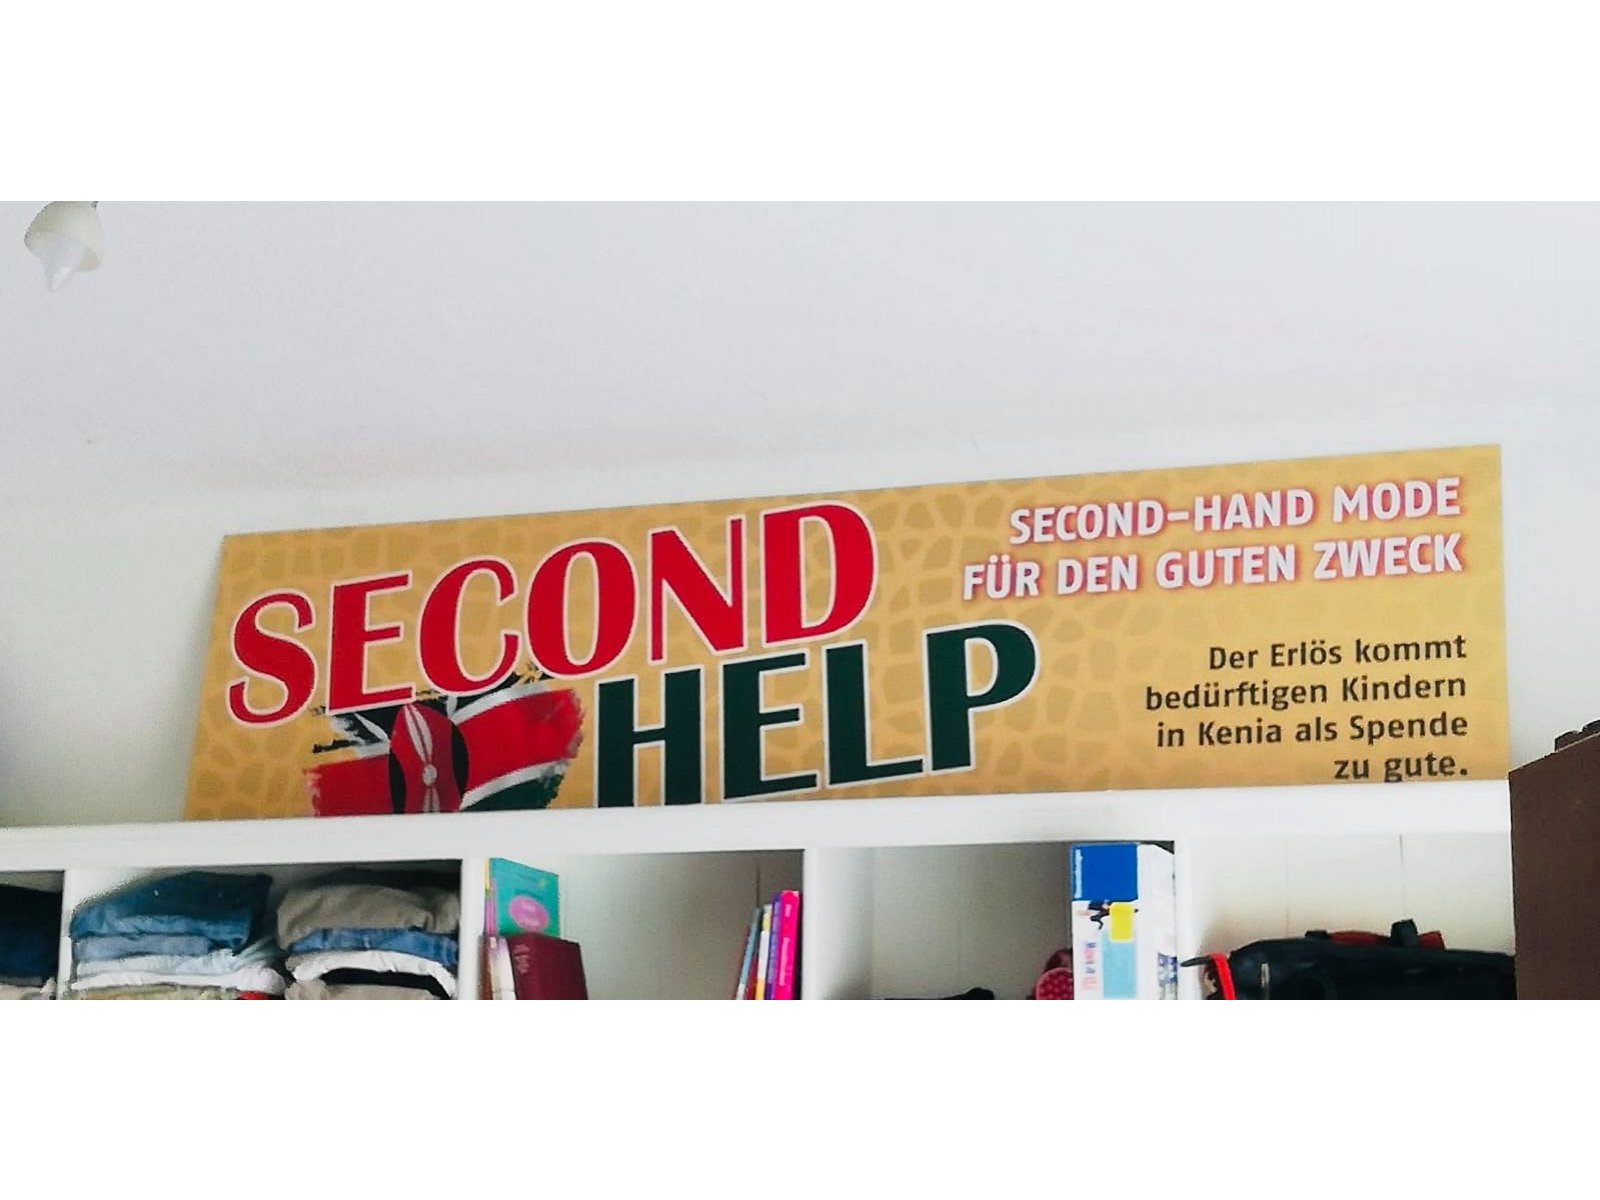 SECOND
HELP
SECOND-HAND MODE
FÜR DEN GUTEN ZWECK
Der Erlös kommt
bedürftigen Kindern
in Kenia als Spende
zu gute.